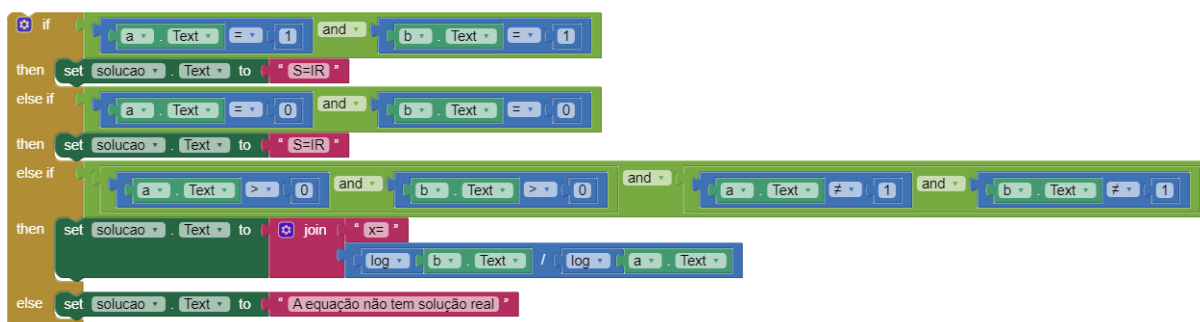 if a . Text = 1 and b . Text = 1
then set solucao . Text to " S=IR "
else if a . Text = 0 and b . Text = 0
then set solucao . Text to " S=IR "
else if a . Text > 0 and b . Text > 0 and a . Text ≠ 1 and b . Text ≠ 1
then set solucao . Text to join " x= "
log b . Text / log a . Text
else set solucao . Text to " A equação não tem solução real "